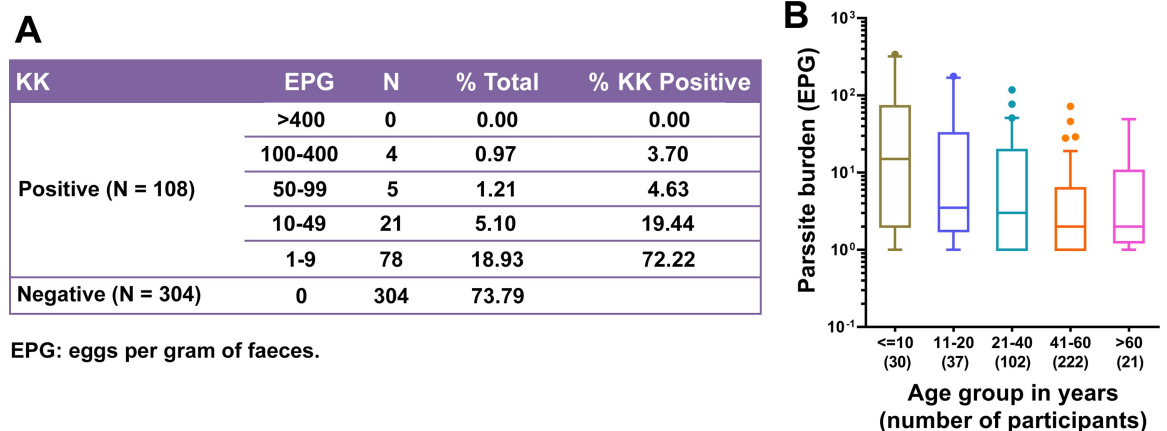 A
KK EPG N % Total % KK Positive
>400 0 0.00 0.00
100-400 4 0.97 3.70
Positive (N = 108) 50-99 5 1.21 4.63
10-49 21 5.10 19.44
1-9 78 18.93 72.22
Negative (N = 304) 0 304 73.79
EPG: eggs per gram of faeces.
B
Parssite burden (EPG)
10³
10²
10¹
10⁰
10⁻¹
<=10 11-20 21-40 41-60 >60
(30) (37) (102) (222) (21)
Age group in years
(number of participants)